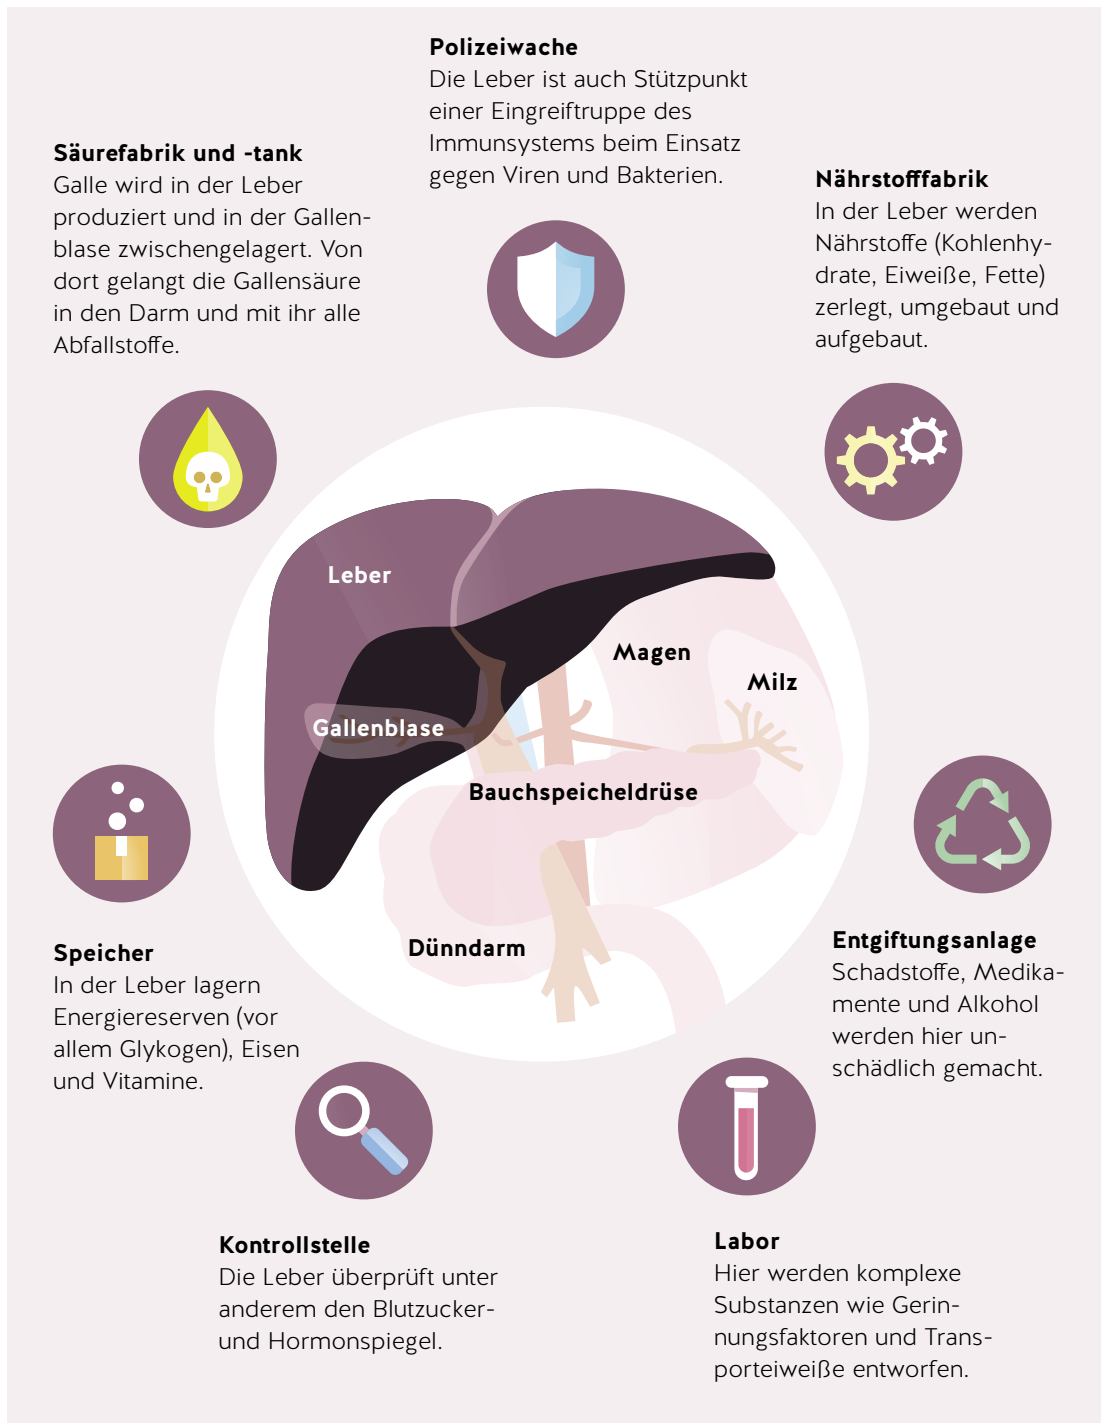 Polizeiwache
Die Leber ist auch Stützpunkt
einer Eingreiftruppe des
Immunsystems beim Einsatz
gegen Viren und Bakterien.
Säurefabrik und -tank
Galle wird in der Leber
produziert und in der Gallen-
blase zwischengelagert. Von
dort gelangt die Gallensäure
in den Darm und mit ihr alle
Abfallstoffe.
Nährstofffabrik
In der Leber werden
Nährstoffe (Kohlenhy-
drate, Eiweiße, Fette)
zerlegt, umgebaut und
aufgebaut.
Leber
Magen
Milz
Gallenblase
Bauchspeicheldrüse
Dünndarm
Speicher
In der Leber lagern
Energiereserven (vor
allem Glykogen), Eisen
und Vitamine.
Entgiftungsanlage
Schadstoffe, Medika-
mente und Alkohol
werden hier un-
schädlich gemacht.
Kontrollstelle
Die Leber überprüft unter
anderem den Blutzucker-
und Hormonspiegel.
Labor
Hier werden komplexe
Substanzen wie Gerin-
nungsfaktoren und Trans-
porteiweiße entworfen.